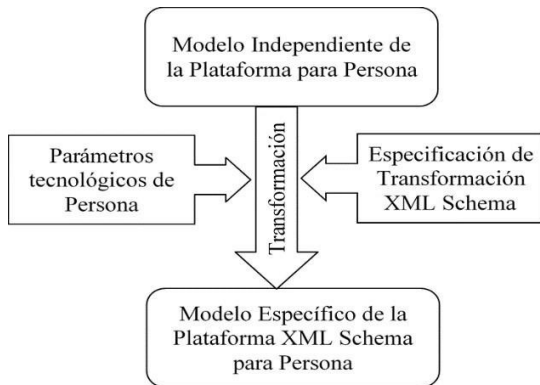 Modelo Independiente de
la Plataforma para Persona
Parámetros
tecnológicos de
Persona
Transformación
Especificación de
Transformación
XML Schema
Modelo Específico de la
Plataforma XML Schema
para Persona